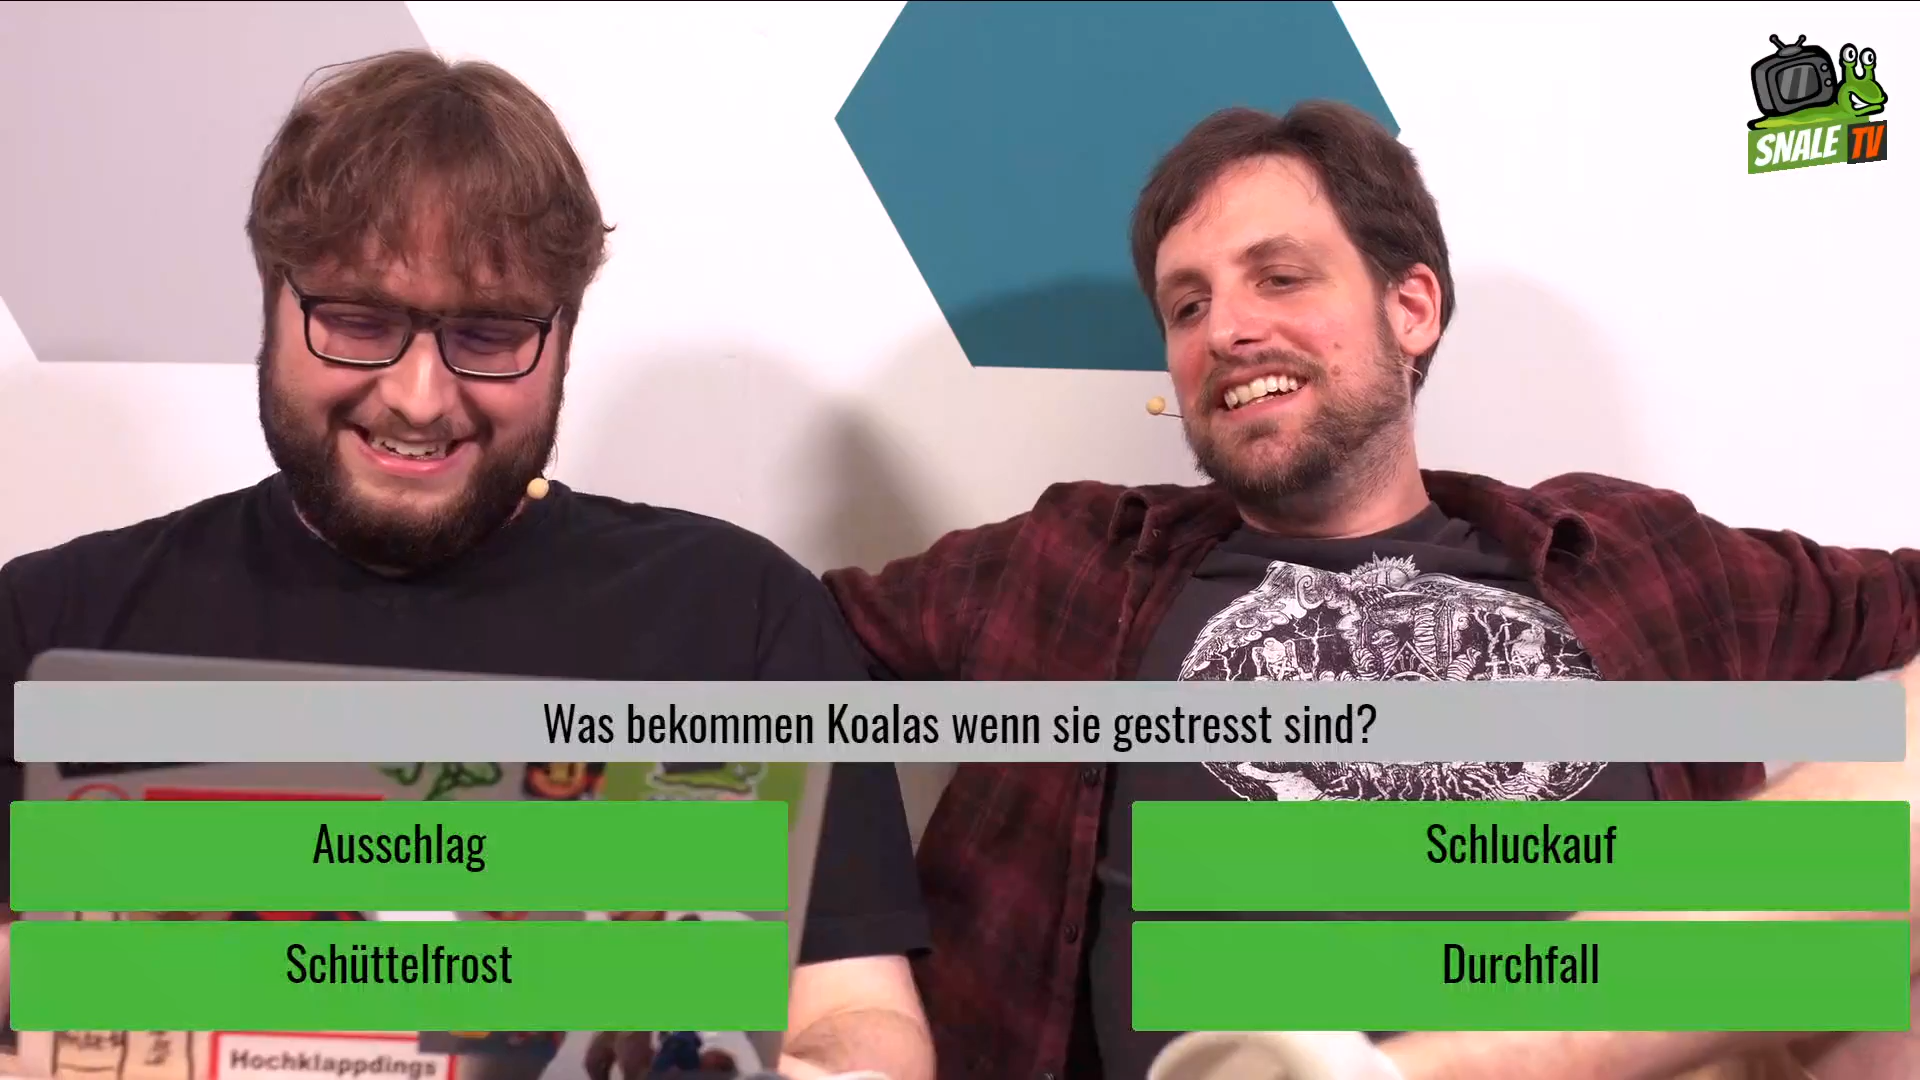 SNALE TV
Was bekommen Koalas wenn sie gestresst sind?
Ausschlag
Schluckauf
Schüttelfrost
Durchfall
Hochklappdings